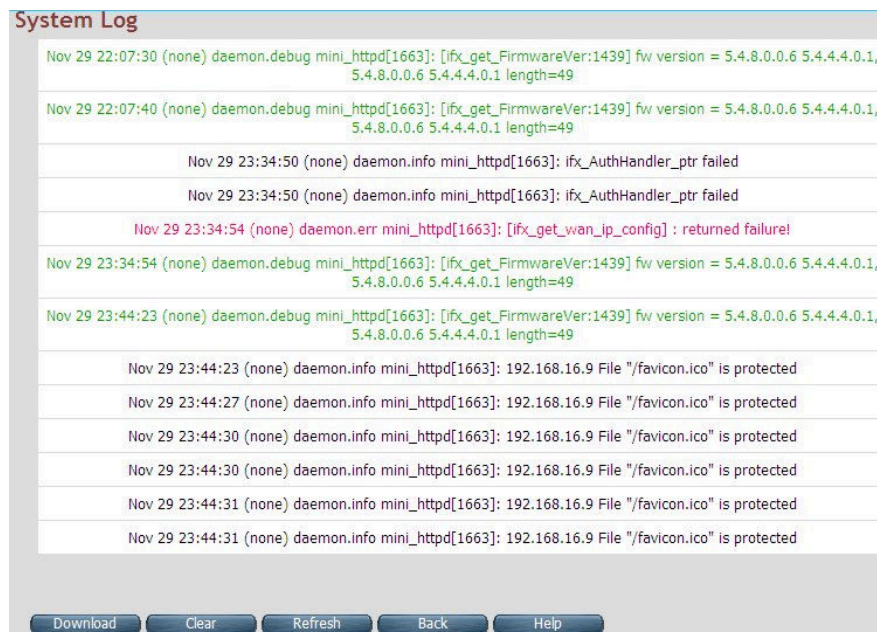 System Log
Nov 29 22:07:30 (none) daemon.debug mini_httpd[1663]: [ifx_get_FirmwareVer:1439] fw version = 5.4.8.0.0.6 5.4.4.4.0.1,
5.4.8.0.0.6 5.4.4.4.0.1 length=49
Nov 29 22:07:40 (none) daemon.debug mini_httpd[1663]: [ifx_get_FirmwareVer:1439] fw version = 5.4.8.0.0.6 5.4.4.4.0.1,
5.4.8.0.0.6 5.4.4.4.0.1 length=49
Nov 29 23:34:50 (none) daemon.info mini_httpd[1663]: ifx_AuthHandler_ptr failed
Nov 29 23:34:50 (none) daemon.info mini_httpd[1663]: ifx_AuthHandler_ptr failed
Nov 29 23:34:54 (none) daemon.err mini_httpd[1663]: [ifx_get_wan_ip_config] : returned failure!
Nov 29 23:34:54 (none) daemon.debug mini_httpd[1663]: [ifx_get_FirmwareVer:1439] fw version = 5.4.8.0.0.6 5.4.4.4.0.1,
5.4.8.0.0.6 5.4.4.4.0.1 length=49
Nov 29 23:44:23 (none) daemon.debug mini_httpd[1663]: [ifx_get_FirmwareVer:1439] fw version = 5.4.8.0.0.6 5.4.4.4.0.1,
5.4.8.0.0.6 5.4.4.4.0.1 length=49
Nov 29 23:44:23 (none) daemon.info mini_httpd[1663]: 192.168.16.9 File "/favicon.ico" is protected
Nov 29 23:44:27 (none) daemon.info mini_httpd[1663]: 192.168.16.9 File "/favicon.ico" is protected
Nov 29 23:44:30 (none) daemon.info mini_httpd[1663]: 192.168.16.9 File "/favicon.ico" is protected
Nov 29 23:44:30 (none) daemon.info mini_httpd[1663]: 192.168.16.9 File "/favicon.ico" is protected
Nov 29 23:44:31 (none) daemon.info mini_httpd[1663]: 192.168.16.9 File "/favicon.ico" is protected
Nov 29 23:44:31 (none) daemon.info mini_httpd[1663]: 192.168.16.9 File "/favicon.ico" is protected
Download Clear Refresh Back Help